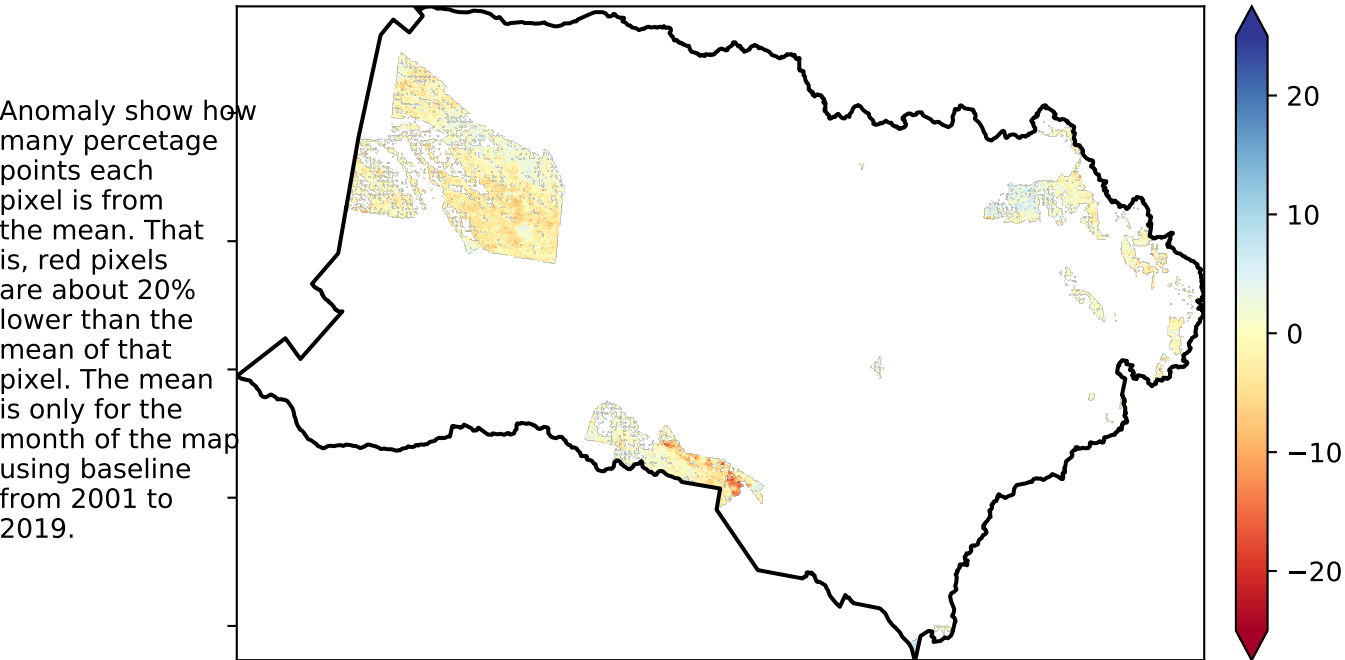 Anomaly show how
many percetage
points each
pixel is from
the mean. That
is, red pixels
are about 20%
lower than the
mean of that
pixel. The mean
is only for the
month of the map
using baseline
from 2001 to
2019.
20
10
0
−10
−20